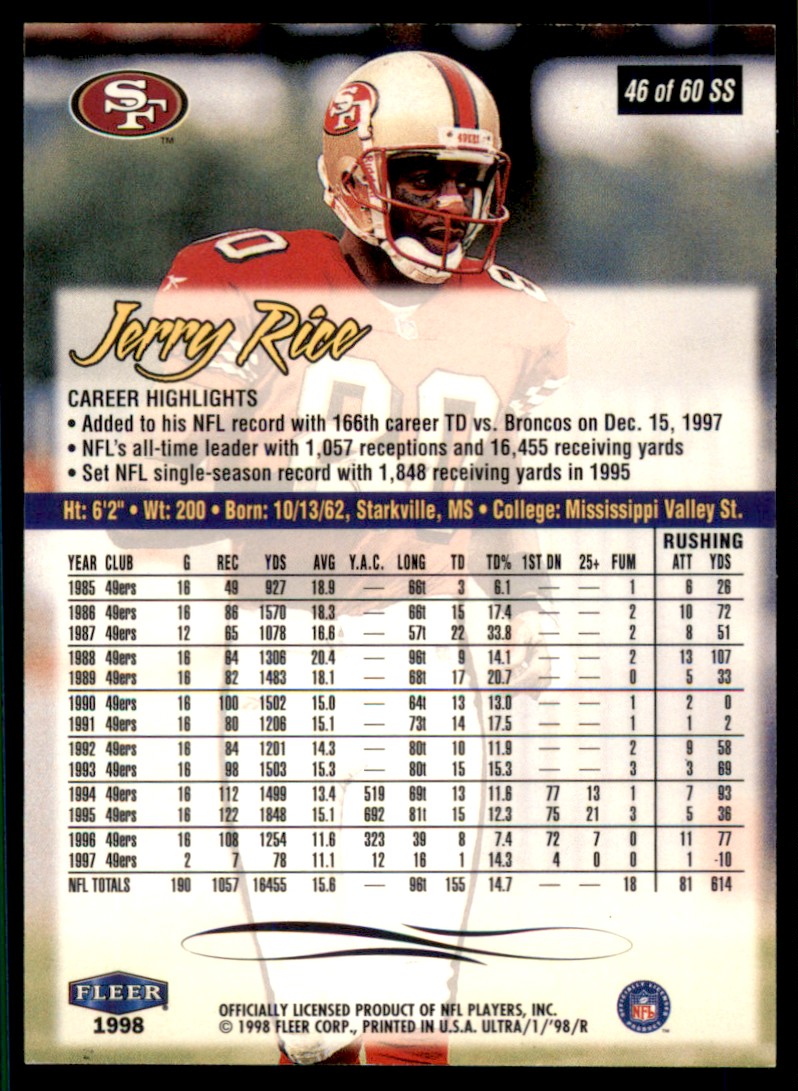 SF
TM
46 of 60 SS
49ERS
80
80
Jerry Rice
CAREER HIGHLIGHTS
• Added to his NFL record with 166th career TD vs. Broncos on Dec. 15, 1997
• NFL's all-time leader with 1,057 receptions and 16,455 receiving yards
• Set NFL single-season record with 1,848 receiving yards in 1995
Ht: 6'2" • Wt: 200 • Born: 10/13/62, Starkville, MS • College: Mississippi Valley St.
RUSHING
YEAR CLUB G REC YDS AVG Y.A.C. LONG TD TD% 1ST DN 25+ FUM ATT YDS
1985 49ers 16 49 927 18.9 — 66t 3 6.1 — — 1 6 26
1986 49ers 16 86 1570 18.3 — 66t 15 17.4 — — 2 10 72
1987 49ers 12 65 1078 16.6 — 57t 22 33.8 — — 2 8 51
1988 49ers 16 64 1306 20.4 — 96t 9 14.1 — — 2 13 107
1989 49ers 16 82 1483 18.1 — 68t 17 20.7 — — 0 5 33
1990 49ers 16 100 1502 15.0 — 64t 13 13.0 — — 1 2 0
1991 49ers 16 80 1206 15.1 — 73t 14 17.5 — — 1 1 2
1992 49ers 16 84 1201 14.3 — 80t 10 11.9 — — 2 9 58
1993 49ers 16 98 1503 15.3 — 80t 15 15.3 — — 3 3 69
1994 49ers 16 112 1499 13.4 519 69t 13 11.6 77 13 1 7 93
1995 49ers 16 122 1848 15.1 692 81t 15 12.3 75 21 3 5 36
1996 49ers 16 108 1254 11.6 323 39 8 7.4 72 7 0 11 77
1997 49ers 2 7 78 11.1 12 16 1 14.3 4 0 0 1 -10
NFL TOTALS 190 1057 16455 15.6 — 96t 155 14.7 — — 18 81 614
FLEER
1998
OFFICIALLY LICENSED PRODUCT OF NFL PLAYERS, INC.
© 1998 FLEER CORP., PRINTED IN U.S.A. ULTRA/1/'98/R
OFFICIALLY LICENSED
NFL
PRODUCT
TM